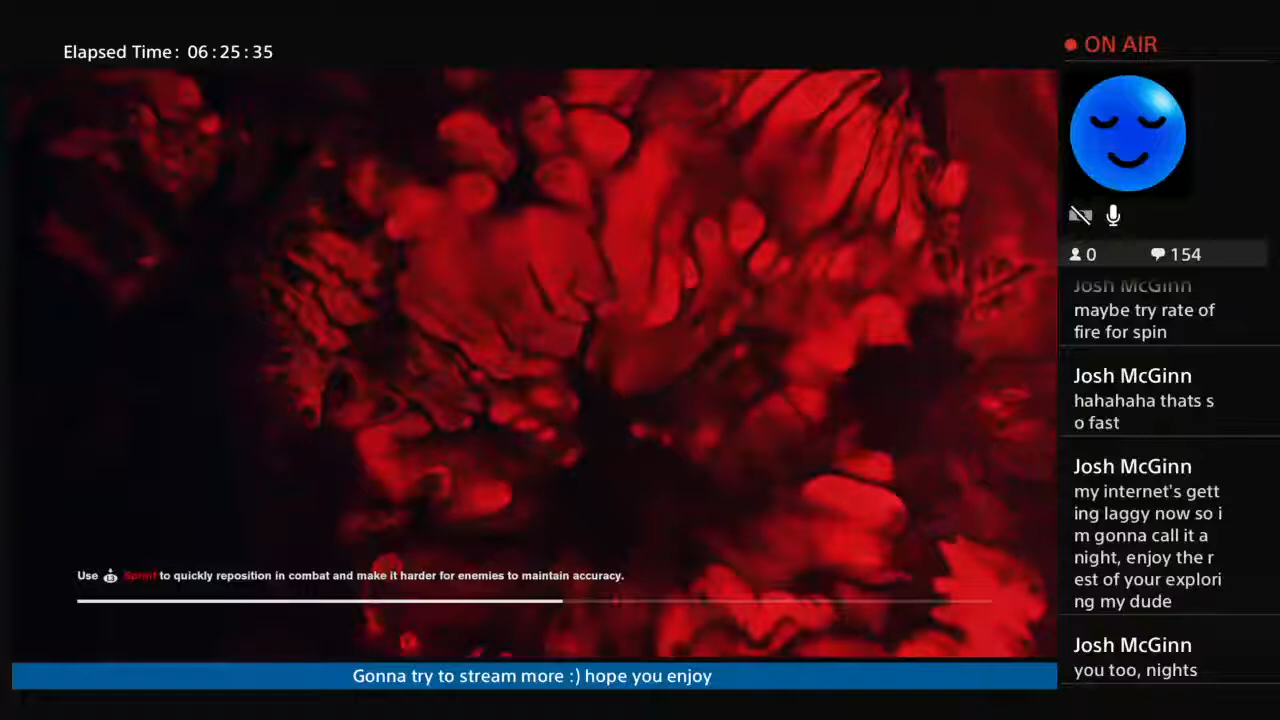 Elapsed Time: 06:25:35
ON AIR
0 154
Josh McGinn
maybe try rate of
fire for spin
Josh McGinn
hahahaha thats s
o fast
Josh McGinn
my internet's gett
ing laggy now so i
m gonna call it a
night, enjoy the r
est of your explori
ng my dude
Josh McGinn
you too, nights
Use L3 Sprint to quickly reposition in combat and make it harder for enemies to maintain accuracy.
Gonna try to stream more :) hope you enjoy